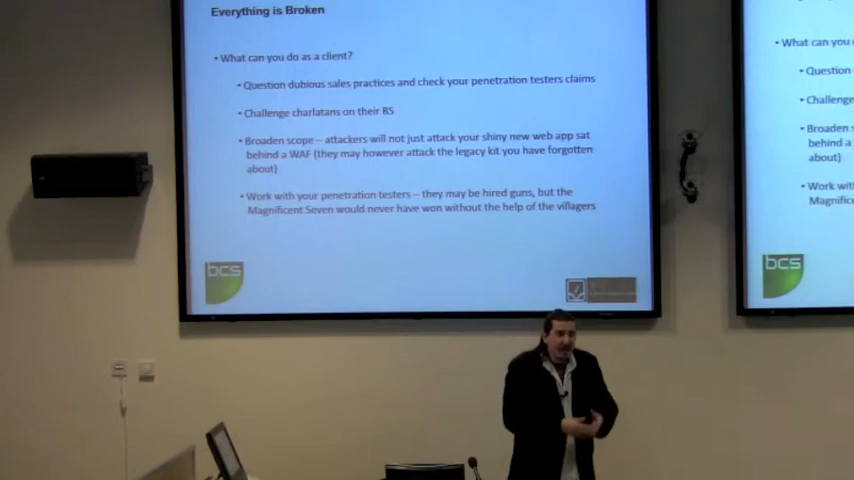 Everything is Broken
• What can you do as a client?
• Question dubious sales practices and check your penetration testers claims
• Challenge charlatans on their BS
• Broaden scope – attackers will not just attack your shiny new web app sat
behind a WAF (they may however attack the legacy kit you have forgotten
about)
• Work with your penetration testers – they may be hired guns, but the
Magnificent Seven would never have won without the help of the villagers
bcs
• What can you
• Question
• Challenge
• Broaden
behind a
about)
• Work with
Magnific
bcs